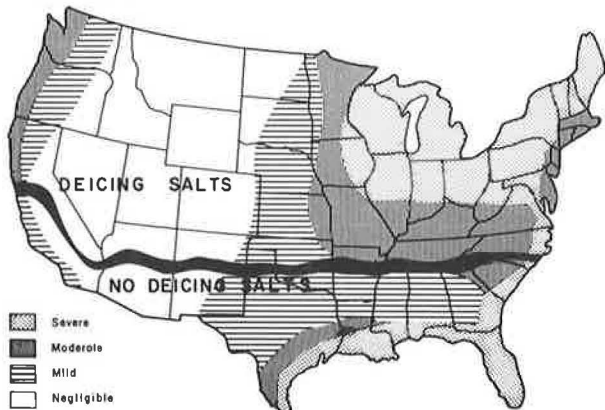 DEICING SALTS
NO DEICING SALTS
Severe
Moderate
Mild
Negligible